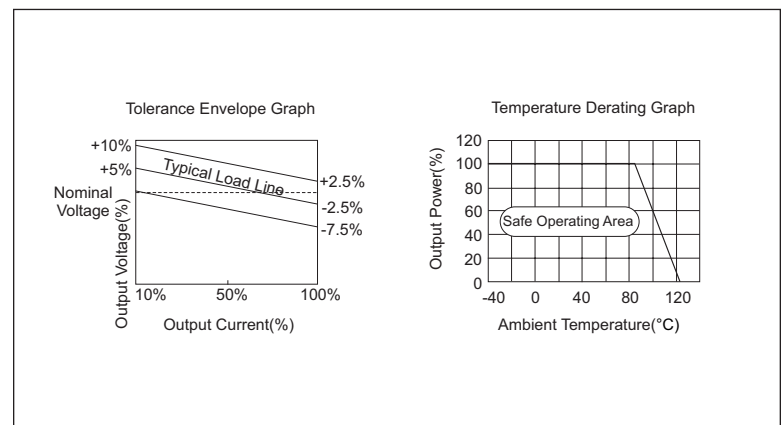 Tolerance Envelope Graph
+10%
+5%
Nominal
Voltage
Output Voltage(%)
Typical Load Line
+2.5%
-2.5%
-7.5%
10%
50%
100%
Output Current(%)
Temperature Derating Graph
120
100
80
60
40
20
0
Output Power(%)
Safe Operating Area
-40
0
40
80
120
Ambient Temperature(°C)